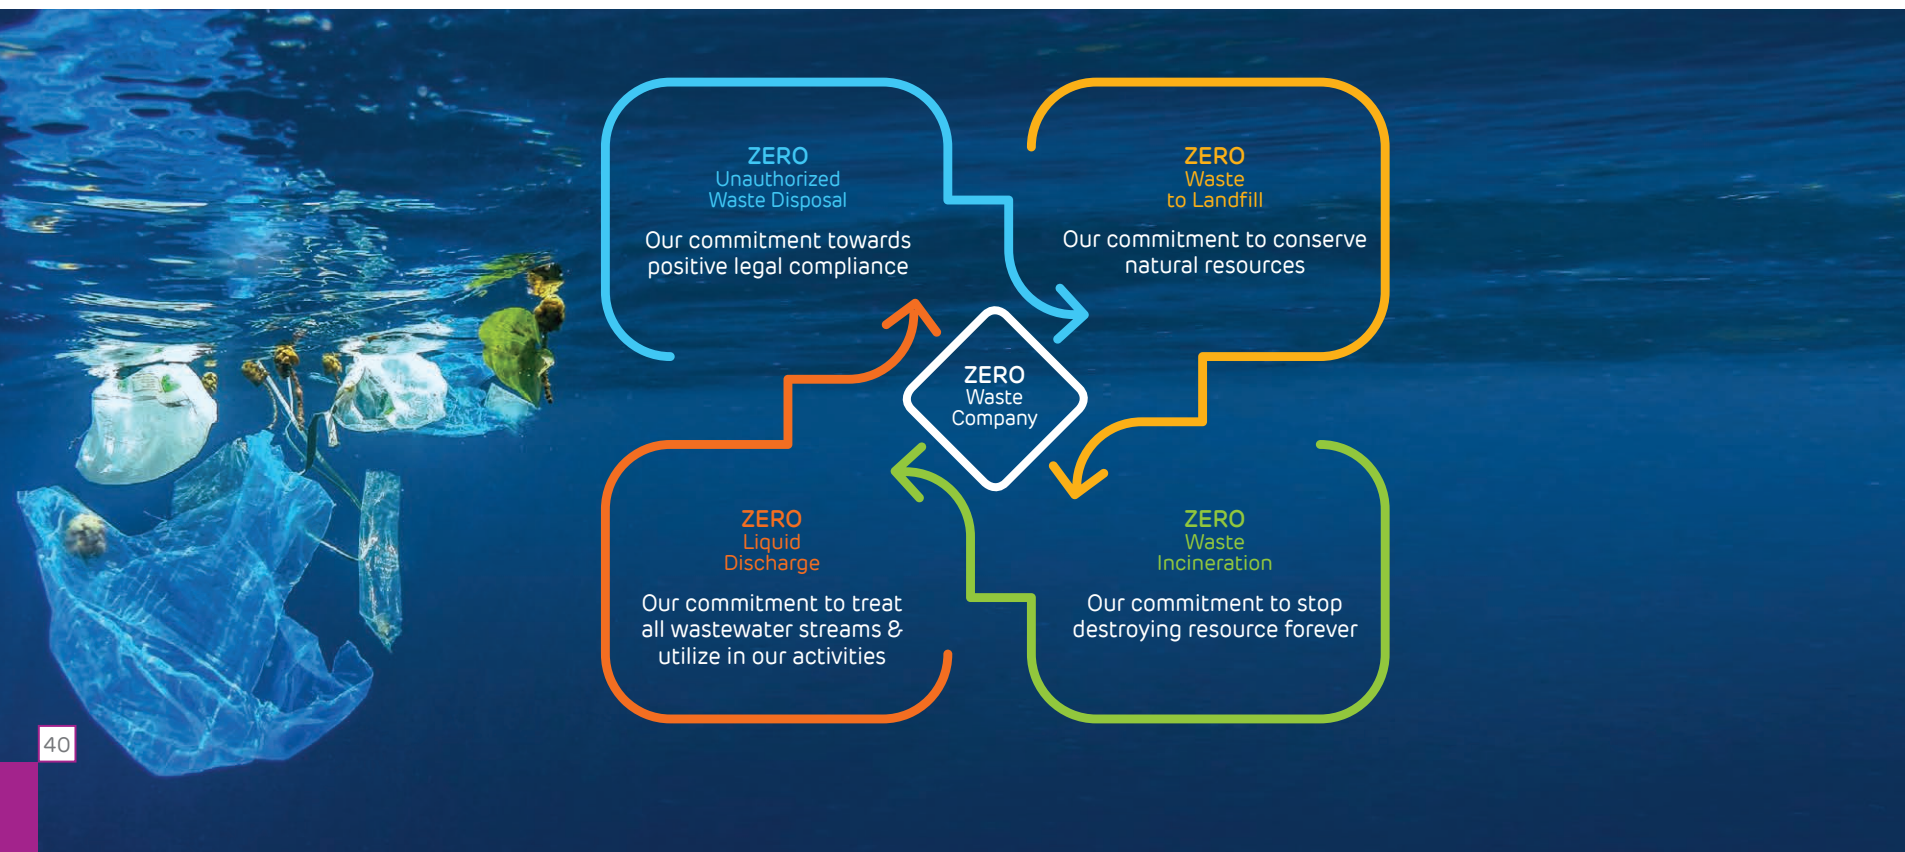 ZERO
Unauthorized
Waste Disposal
Our commitment towards
positive legal compliance
ZERO
Waste
to Landfill
Our commitment to conserve
natural resources
ZERO
Waste
Company
ZERO
Liquid
Discharge
Our commitment to treat
all wastewater streams &
utilize in our activities
ZERO
Waste
Incineration
Our commitment to stop
destroying resource forever
40